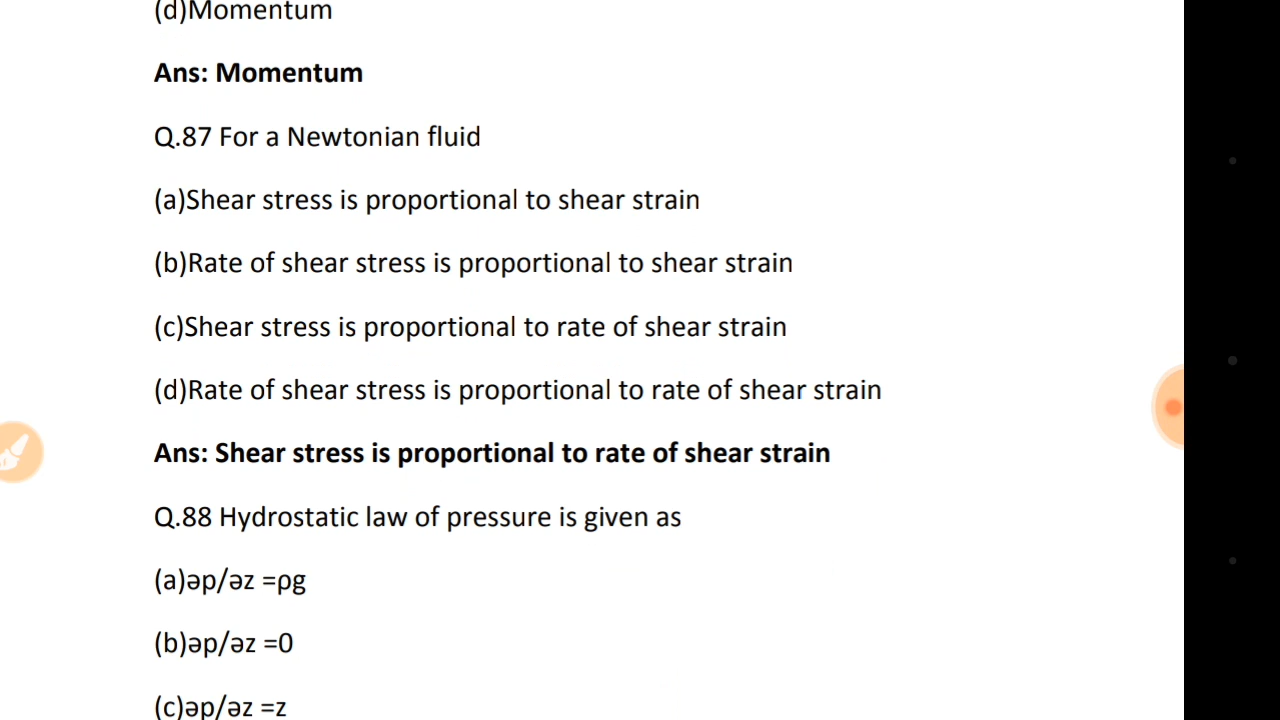 (d)Momentum
Ans: Momentum
Q.87 For a Newtonian fluid
(a)Shear stress is proportional to shear strain
(b)Rate of shear stress is proportional to shear strain
(c)Shear stress is proportional to rate of shear strain
(d)Rate of shear stress is proportional to rate of shear strain
Ans: Shear stress is proportional to rate of shear strain
Q.88 Hydrostatic law of pressure is given as
(a)əp/əz =ρg
(b)əp/əz =0
(c)əp/əz =z